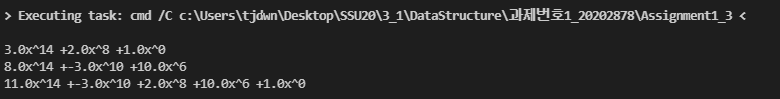 > Executing task: cmd /C c:\Users\tjdwn\Desktop\SSU20\3_1\DataStructure\과제번호1_20202878\Assignment1_3 <
3.0x^14 +2.0x^8 +1.0x^0
8.0x^14 +-3.0x^10 +10.0x^6
11.0x^14 +-3.0x^10 +2.0x^8 +10.0x^6 +1.0x^0